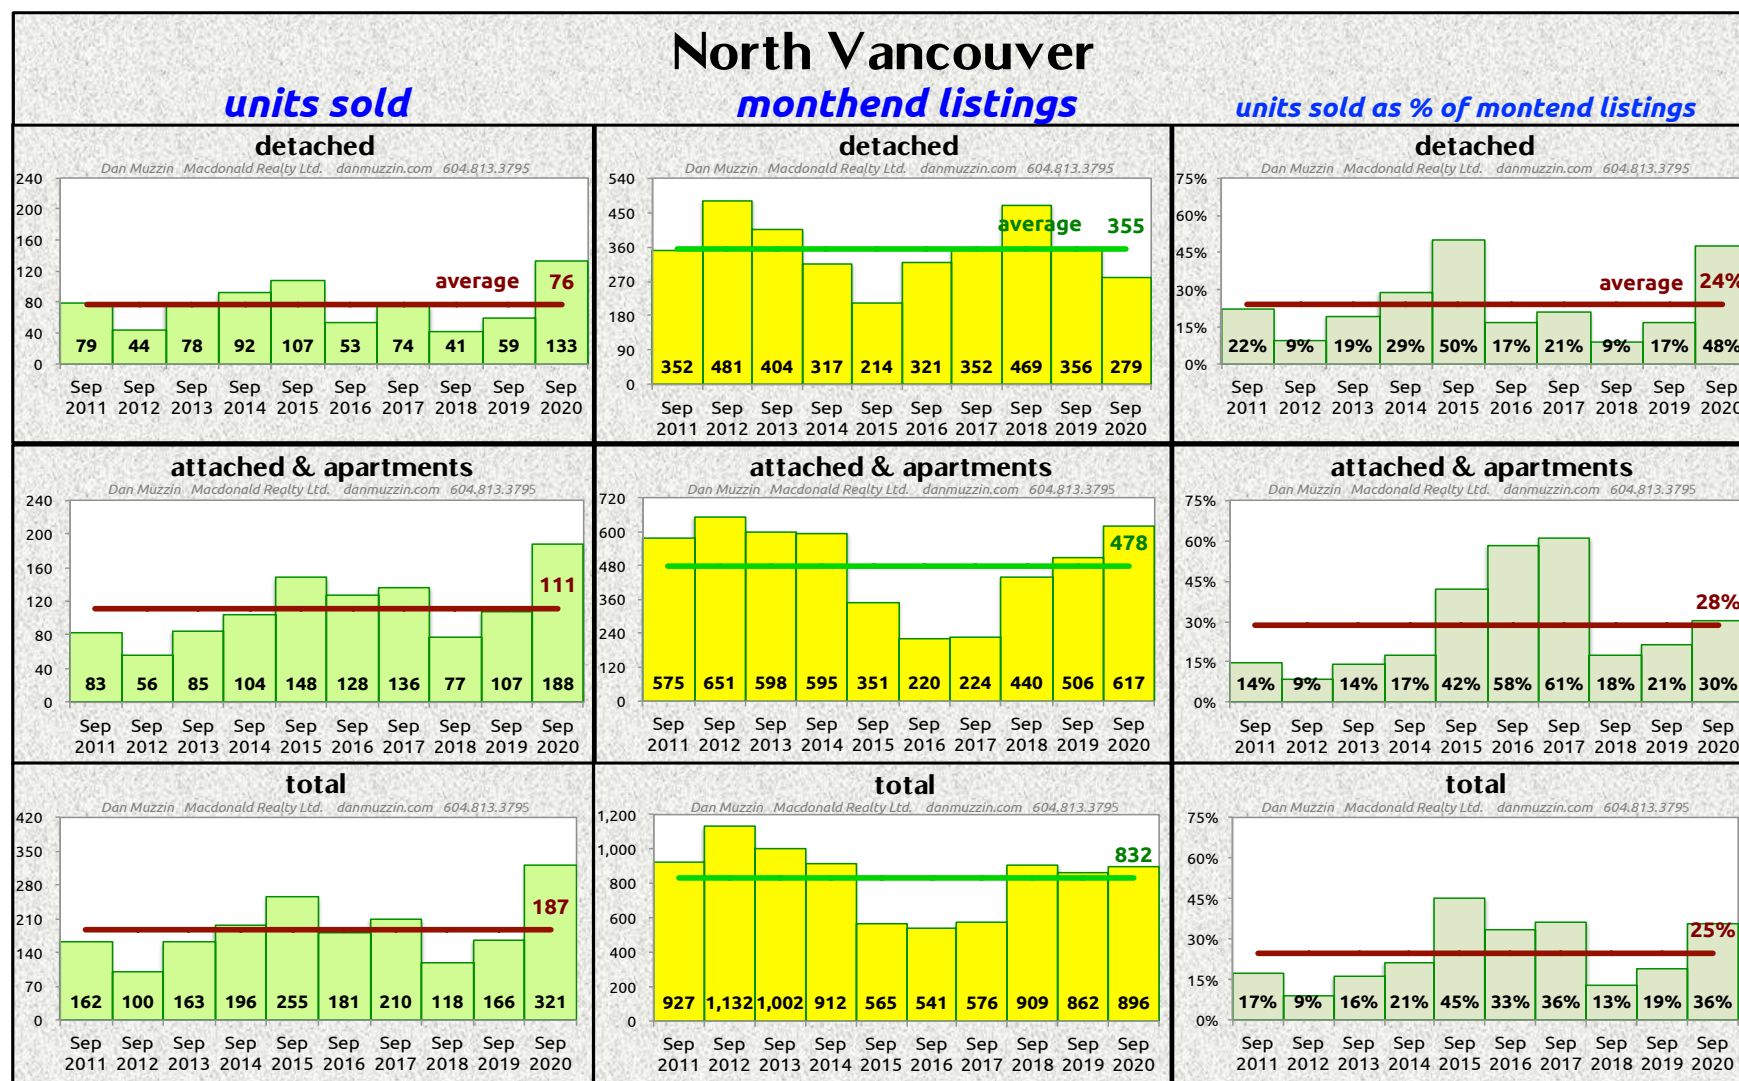 North Vancouver
units sold
monthend listings
units sold as % of montend listings
detached
Dan Muzzin Macdonald Realty Ltd. danmuzzin.com 604.813.3795
240
200
160
120
80
40
0
average 76
79 44 78 92 107 53 74 41 59 133
Sep Sep Sep Sep Sep Sep Sep Sep Sep Sep
2011 2012 2013 2014 2015 2016 2017 2018 2019 2020
detached
Dan Muzzin Macdonald Realty Ltd. danmuzzin.com 604.813.3795
540
450
360
270
180
90
0
average 355
352 481 404 317 214 321 352 469 356 279
Sep Sep Sep Sep Sep Sep Sep Sep Sep Sep
2011 2012 2013 2014 2015 2016 2017 2018 2019 2020
detached
Dan Muzzin Macdonald Realty Ltd. danmuzzin.com 604.813.3795
75%
60%
45%
30%
15%
0%
average 24%
22% 9% 19% 29% 50% 17% 21% 9% 17% 48%
Sep Sep Sep Sep Sep Sep Sep Sep Sep Sep
2011 2012 2013 2014 2015 2016 2017 2018 2019 2020
attached & apartments
Dan Muzzin Macdonald Realty Ltd. danmuzzin.com 604.813.3795
240
200
160
120
80
40
0
111
83 56 85 104 148 128 136 77 107 188
Sep Sep Sep Sep Sep Sep Sep Sep Sep Sep
2011 2012 2013 2014 2015 2016 2017 2018 2019 2020
attached & apartments
Dan Muzzin Macdonald Realty Ltd. danmuzzin.com 604.813.3795
720
600
480
360
240
120
0
478
575 651 598 595 351 220 224 440 506 617
Sep Sep Sep Sep Sep Sep Sep Sep Sep Sep
2011 2012 2013 2014 2015 2016 2017 2018 2019 2020
attached & apartments
Dan Muzzin Macdonald Realty Ltd. danmuzzin.com 604.813.3795
75%
60%
45%
30%
15%
0%
28%
14% 9% 14% 17% 42% 58% 61% 18% 21% 30%
Sep Sep Sep Sep Sep Sep Sep Sep Sep Sep
2011 2012 2013 2014 2015 2016 2017 2018 2019 2020
total
Dan Muzzin Macdonald Realty Ltd. danmuzzin.com 604.813.3795
420
350
280
210
140
70
0
187
162 100 163 196 255 181 210 118 166 321
Sep Sep Sep Sep Sep Sep Sep Sep Sep Sep
2011 2012 2013 2014 2015 2016 2017 2018 2019 2020
total
Dan Muzzin Macdonald Realty Ltd. danmuzzin.com 604.813.3795
1,200
1,000
800
600
400
200
0
832
927 1,132 1,002 912 565 541 576 909 862 896
Sep Sep Sep Sep Sep Sep Sep Sep Sep Sep
2011 2012 2013 2014 2015 2016 2017 2018 2019 2020
total
Dan Muzzin Macdonald Realty Ltd. danmuzzin.com 604.813.3795
75%
60%
45%
30%
15%
0%
25%
17% 9% 16% 21% 45% 33% 36% 13% 19% 36%
Sep Sep Sep Sep Sep Sep Sep Sep Sep Sep
2011 2012 2013 2014 2015 2016 2017 2018 2019 2020